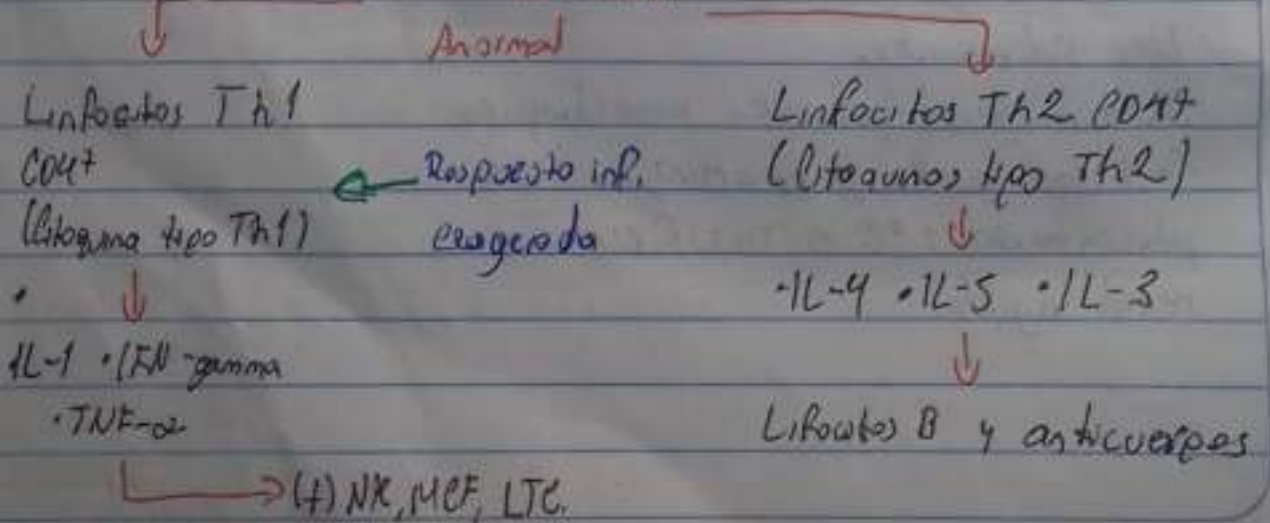 Anormal
Linfocitos Th1
CD4+
(Citoquina tipo Th1)
IL-1 • IFN-gamma
• TNF-α
(+) NK, MCF, LTC.
Respuesta inf.
exagerada
Linfocitos Th2 CD4+
(Citoquinas tipo Th2)
• IL-4 • IL-5 • IL-3
Lifocitos B y anticuerpos